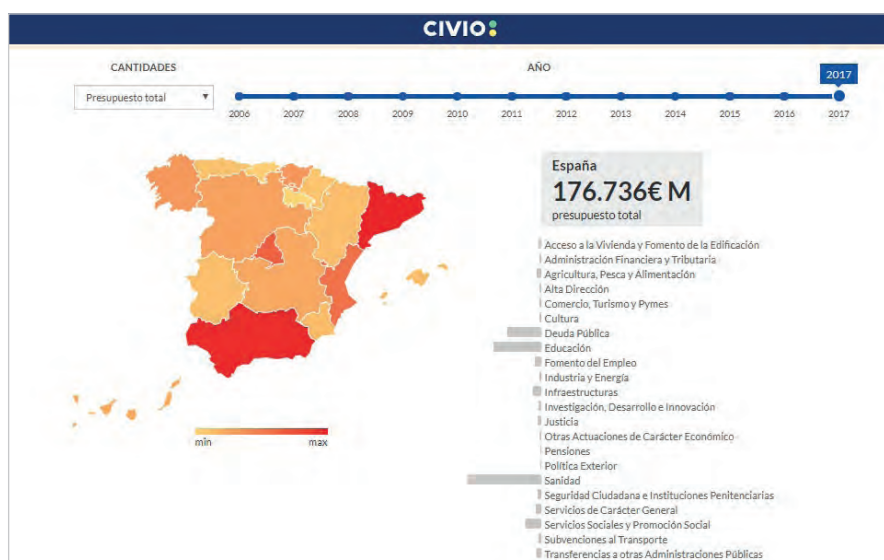 CIVIO
CANTIDADES
AÑO
2017
Presupuesto total
2006 2007 2008 2009 2010 2011 2012 2013 2014 2015 2016 2017
España
176.736€ M
presupuesto total
Acceso a la Vivienda y Fomento de la Edificación
Administración Financiera y Tributaria
Agricultura, Pesca y Alimentación
Alta Dirección
Comercio, Turismo y Pymes
Cultura
Deuda Pública
Educación
Fomento del Empleo
Industria y Energía
Infraestructuras
Investigación, Desarrollo e Innovación
Justicia
Otras Actuaciones de Carácter Económico
Pensiones
Política Exterior
Sanidad
Seguridad Ciudadana e Instituciones Penitenciarias
Servicios de Carácter General
Servicios Sociales y Promoción Social
Subvenciones al Transporte
Transferencias a otras Administraciones Públicas
min max